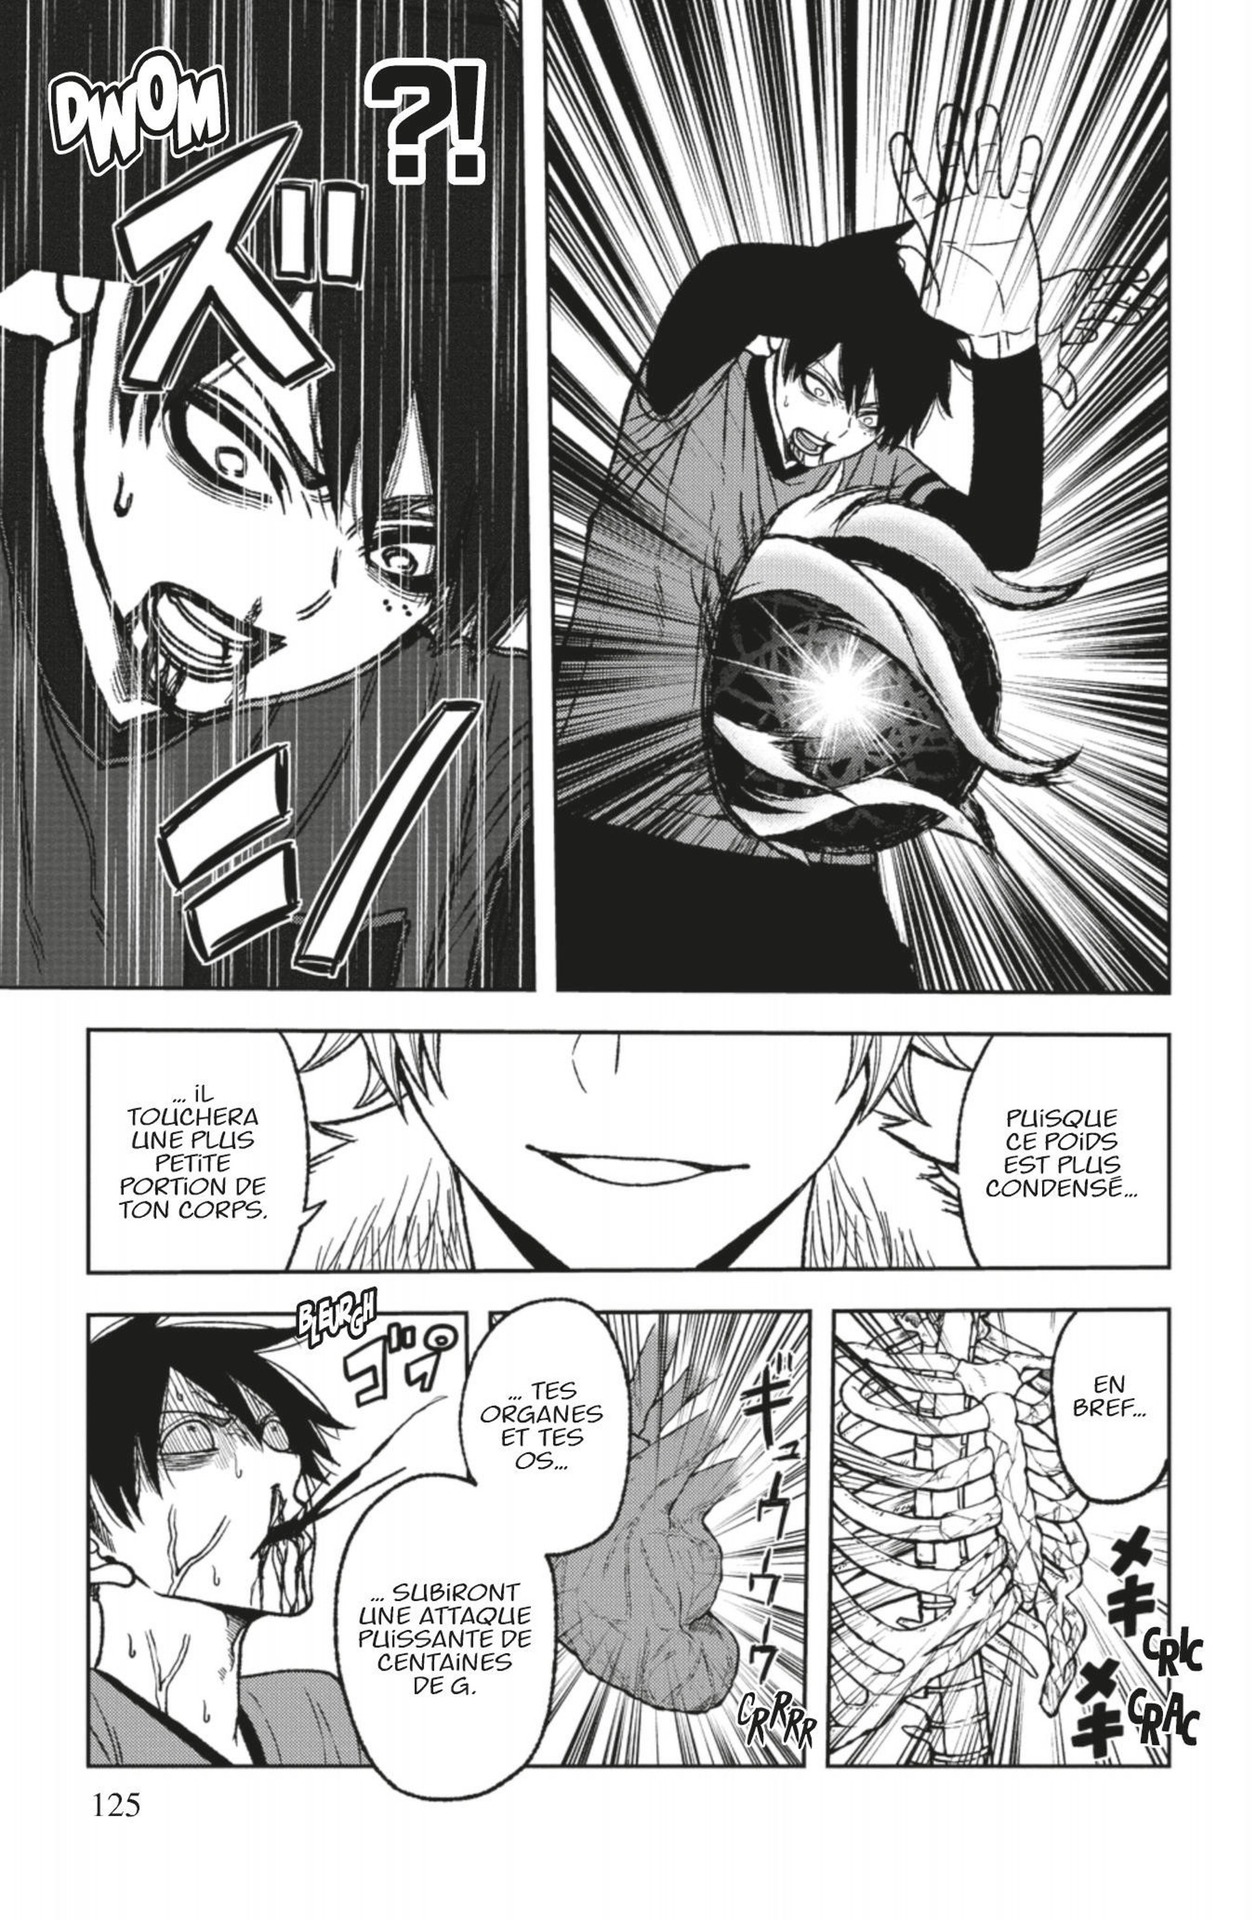 ?!
DWOM
ズ
シ
PUISQUE
CE POIDS
EST PLUS
CONDENSÉ...
... IL
TOUCHERA
UNE PLUS
PETITE
PORTION DE
TON CORPS.
EN
BREF...
メキ
CRIC
メキ
CRAC
... TES
ORGANES
ET TES
OS...
ギュウウウウ
CRRRRR
... SUBIRONT
UNE ATTAQUE
PUISSANTE DE
CENTAINES
DE G.
BLEURGH
ゴプ
125